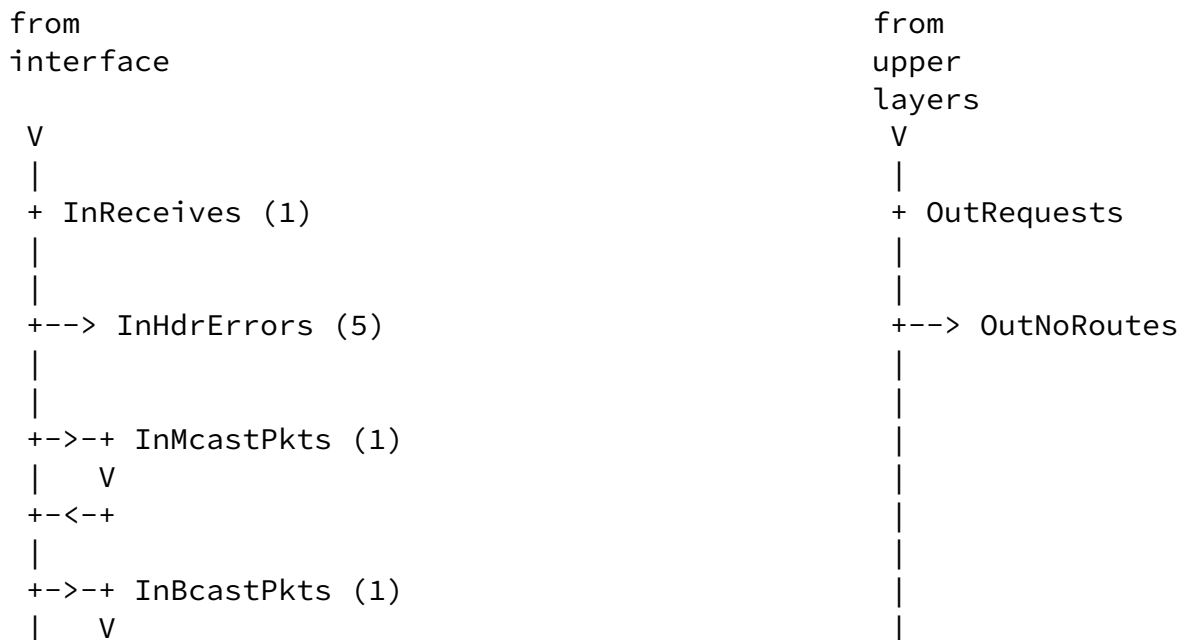 from                                            from
interface                                       upper
                                                layers
 V                                               V
 |                                               |
 + InReceives (1)                                + OutRequests
 |                                               |
 |                                               |
 +--> InHdrErrors (5)                            +--> OutNoRoutes
 |                                               |
 |                                               |
 +->-+ InMcastPkts (1)                           |
 |   V                                           |
 +-<-+                                           |
 |                                               |
 +->-+ InBcastPkts (1)                           |
 |   V                                           |